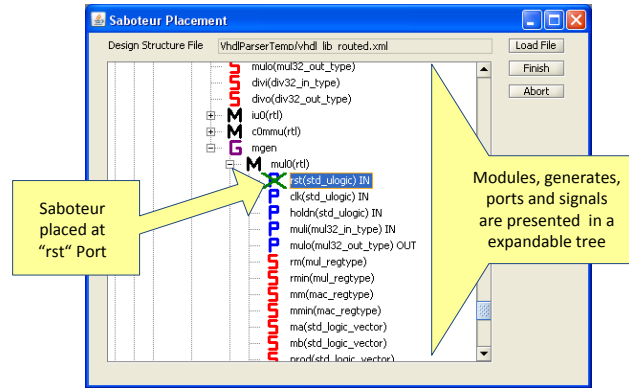 Saboteur Placement
Design Structure File VhdlParserTemp/vhdl_lib_routed.xml Load File
Finish
Abort
S mulo(mul32_out_type)
S divi(div32_in_type)
S divo(div32_out_type)
M iu0(rtl)
M c0mmu(rtl)
G mgen
M mul0(rtl)
P rst(std_ulogic) IN
P clk(std_ulogic) IN
P holdn(std_ulogic) IN
P muli(mul32_in_type) IN
P mulo(mul32_out_type) OUT
S rm(mul_regtype)
S rmin(mul_regtype)
S mm(mac_regtype)
S mmin(mac_regtype)
S ma(std_logic_vector)
S mb(std_logic_vector)
S prod(std_logic_vector)
Saboteur
placed at
“rst“ Port
Modules, generates,
ports and signals
are presented in a
expandable tree